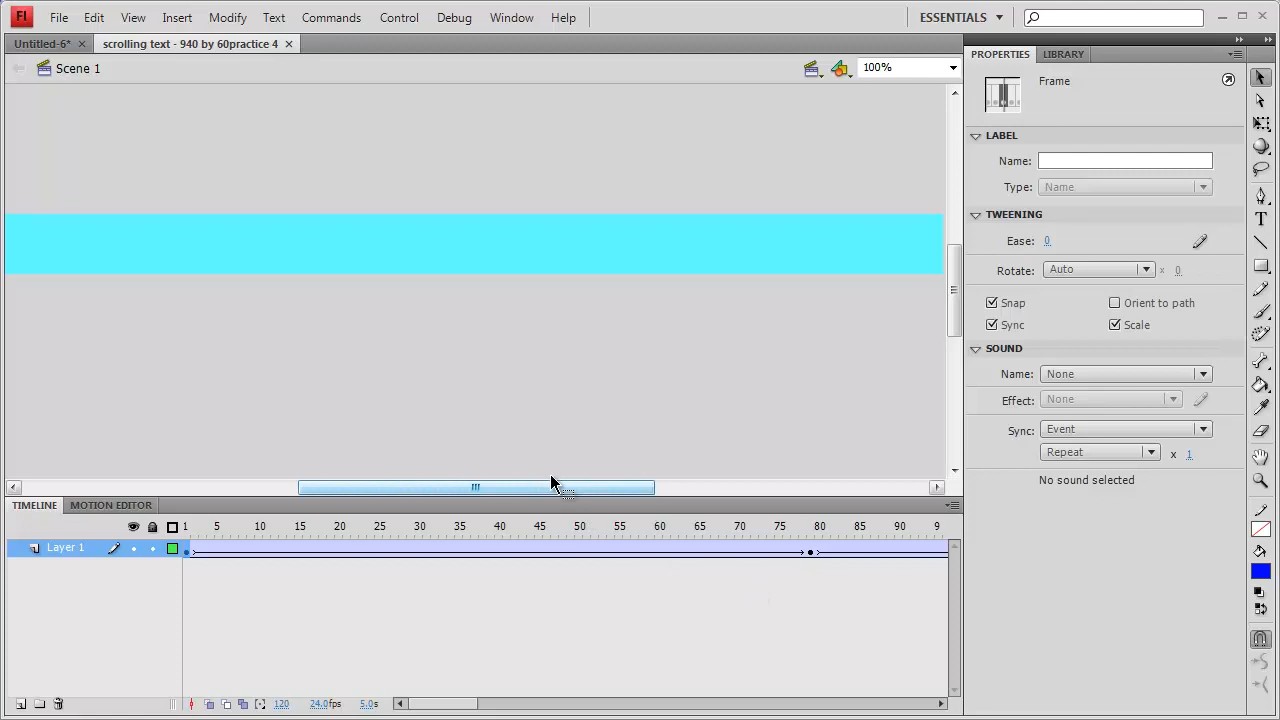 Fl File Edit View Insert Modify Text Commands Control Debug Window Help ESSENTIALS
Untitled-6* scrolling text - 940 by 60practice 4
Scene 1 100%
PROPERTIES LIBRARY
Frame
LABEL
Name:
Type: Name
TWEENING
Ease: 0
Rotate: Auto x 0
Snap Orient to path
Sync Scale
SOUND
Name: None
Effect: None
Sync: Event
Repeat x 1
No sound selected
TIMELINE MOTION EDITOR
1 5 10 15 20 25 30 35 40 45 50 55 60 65 70 75 80 85 90 9
Layer 1
120 24.0fps 5.0s